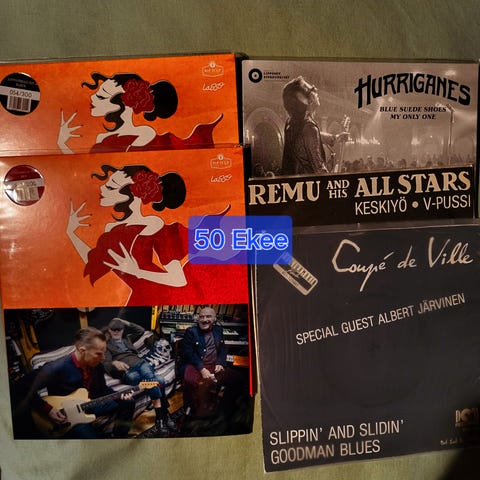 054/300
HURRIGANES
BLUE SUEDE SHOES
MY ONLY ONE
REMU AND HIS ALL STARS
KESKIYÖ • V-PUSSI
50 Ekee
Coupé de Ville
SPECIAL GUEST ALBERT JÄRVINEN
SLIPPIN' AND SLIDIN'
GOODMAN BLUES